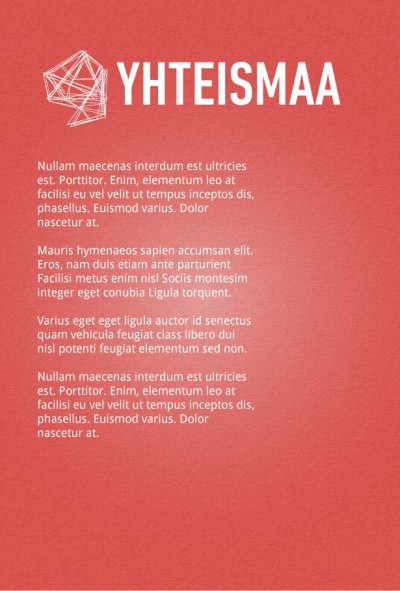 YHTEISMAA
Nullam maecenas interdum est ultricies
est. Porttitor. Enim, elementum leo at
facilisi eu vel velit ut tempus inceptos dis,
phasellus. Euismod varius. Dolor
nascetur at.
Mauris hymenaeos sapien accumsan elit.
Eros, nam duis etiam ante parturient
Facilisi metus enim nisl Sociis montesim
integer eget conubia Ligula torquent.
Varius eget eget ligula auctor id senectus
quam vehicula feugiat class libero dui
nisl potenti feugiat elementum sed non.
Nullam maecenas interdum est ultricies
est. Porttitor. Enim, elementum leo at
facilisi eu vel velit ut tempus inceptos dis,
phasellus. Euismod varius. Dolor
nascetur at.